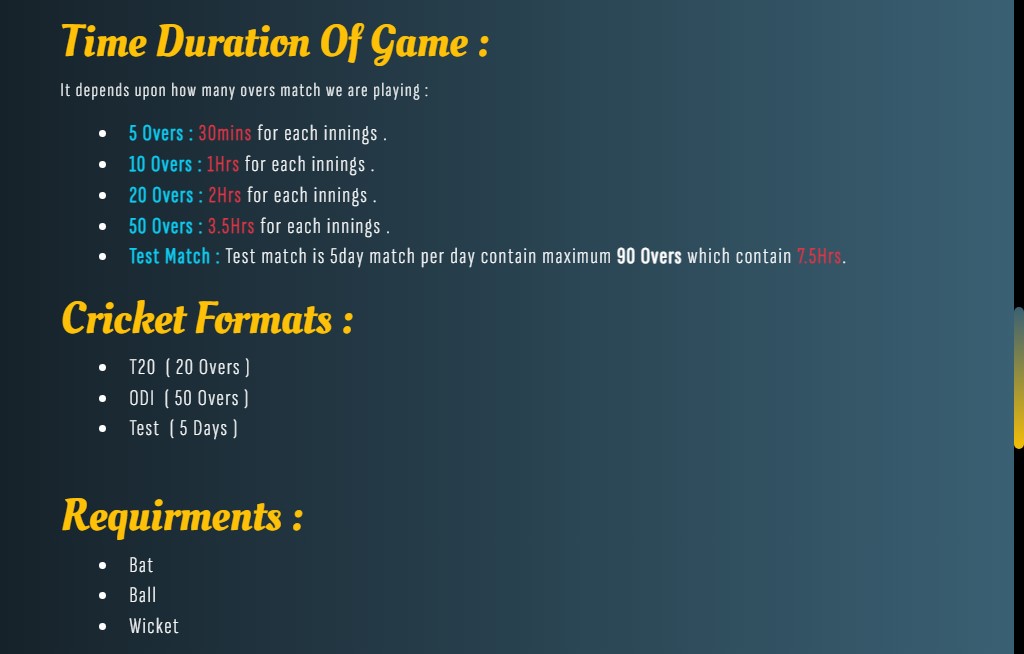 Time Duration Of Game :
It depends upon how many overs match we are playing :
5 Overs : 30mins for each innings .
10 Overs : 1Hrs for each innings .
20 Overs : 2Hrs for each innings .
50 Overs : 3.5Hrs for each innings .
Test Match : Test match is 5day match per day contain maximum 90 Overs which contain 7.5Hrs.
Cricket Formats :
T20 ( 20 Overs )
ODI ( 50 Overs )
Test ( 5 Days )
Requirments :
Bat
Ball
Wicket